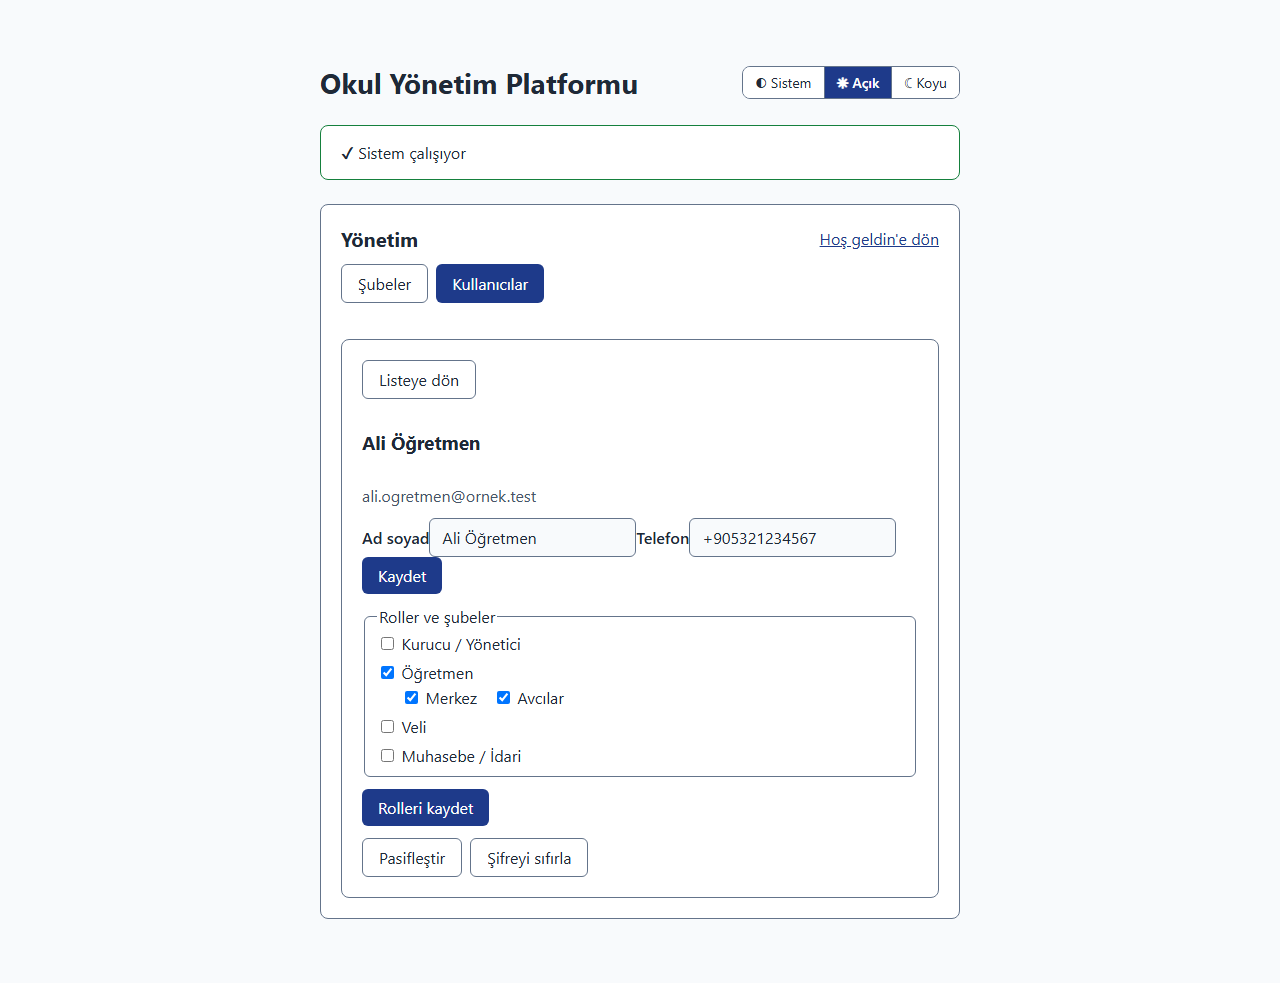 Okul Yönetim Platformu
◐ Sistem ✱ Açık ☾ Koyu
✓ Sistem çalışıyor
Yönetim
Hoş geldin'e dön
Şubeler Kullanıcılar
Listeye dön
Ali Öğretmen
ali.ogretmen@ornek.test
Ad soyad Ali Öğretmen Telefon +905321234567
Kaydet
Roller ve şubeler
Kurucu / Yönetici
Öğretmen
Merkez Avcılar
Veli
Muhasebe / İdari
Rolleri kaydet
Pasifleştir Şifreyi sıfırla